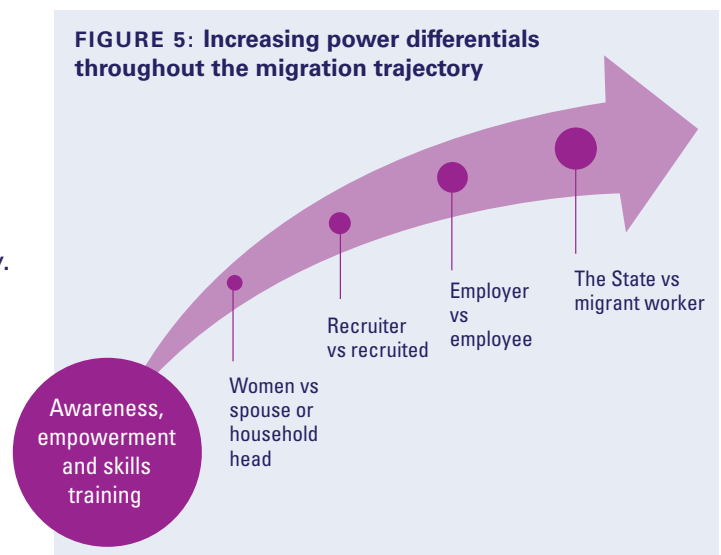 FIGURE 5: Increasing power differentials
throughout the migration trajectory
y.
Awareness,
empowerment
and skills
training
Women vs
spouse or
household
head
Recruiter
vs recruited
Employer
vs
employee
The State vs
migrant worker